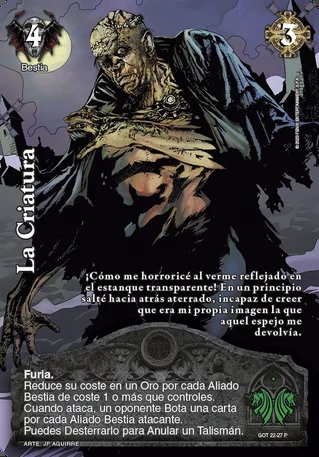 4
3
Bestia
© 2020 FENIX ENTERTAINMENT S.P.A.
La Criatura
¡Cómo me horroricé al verme reflejado en
el estanque transparente! En un principio
salté hacia atrás aterrado, incapaz de creer
que era mi propia imagen la que
aquel espejo me
devolvía.
Furia.
Reduce su coste en un Oro por cada Aliado
Bestia de coste 1 o más que controles.
Cuando ataca, un oponente Bota una carta
por cada Aliado Bestia atacante.
Puedes Desterrarlo para Anular un Talismán.
GOT 22-27 P
ARTE: JP AGUIRRE